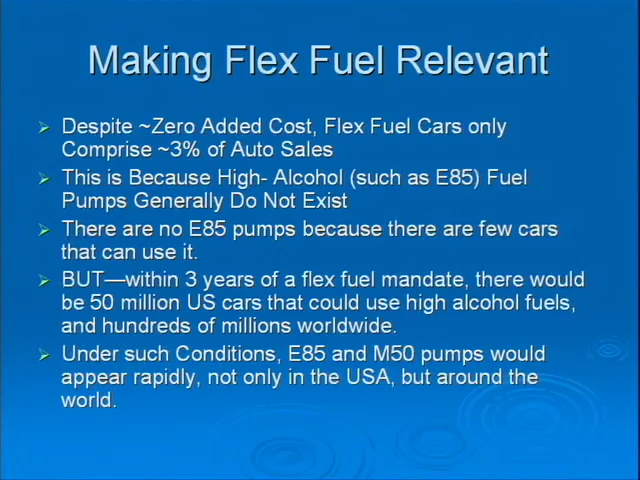 Making Flex Fuel Relevant
Despite ~Zero Added Cost, Flex Fuel Cars only
Comprise ~3% of Auto Sales
This is Because High- Alcohol (such as E85) Fuel
Pumps Generally Do Not Exist
There are no E85 pumps because there are few cars
that can use it.
BUT—within 3 years of a flex fuel mandate, there would
be 50 million US cars that could use high alcohol fuels,
and hundreds of millions worldwide.
Under such Conditions, E85 and M50 pumps would
appear rapidly, not only in the USA, but around the
world.